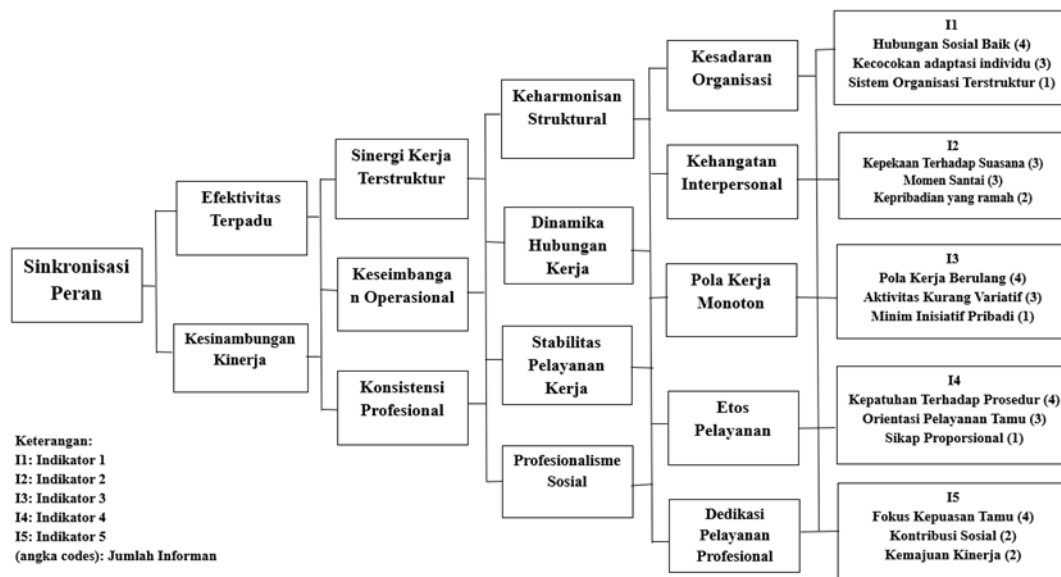 Sinkronisasi
Peran
Efektivitas
Terpadu
Kesinambungan
Kinerja
Sinergi Kerja
Terstruktur
Keseimbanga
n Operasional
Konsistensi
Profesional
Keharmonisan
Struktural
Dinamika
Hubungan
Kerja
Stabilitas
Pelayanan
Kerja
Profesionalisme
Sosial
Kesadaran
Organisasi
Kehangatan
Interpersonal
Pola Kerja
Monoton
Etos
Pelayanan
Dedikasi
Pelayanan
Profesional
I1
Hubungan Sosial Baik (4)
Kecocokan adaptasi individu (3)
Sistem Organisasi Terstruktur (1)
I2
Kepekaan Terhadap Suasana (3)
Momen Santai (3)
Kepribadian yang ramah (2)
I3
Pola Kerja Berulang (4)
Aktivitas Kurang Variatif (3)
Minim Inisiatif Pribadi (1)
I4
Kepatuhan Terhadap Prosedur (4)
Orientasi Pelayanan Tamu (3)
Sikap Proporsional (1)
I5
Fokus Kepuasan Tamu (4)
Kontribusi Sosial (2)
Kemajuan Kinerja (2)
Keterangan:
I1: Indikator 1
I2: Indikator 2
I3: Indikator 3
I4: Indikator 4
I5: Indikator 5
(angka codes): Jumlah Informan